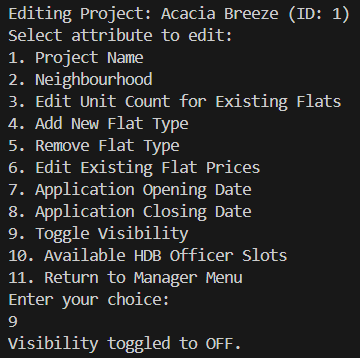 Editing Project: Acacia Breeze (ID: 1)
Select attribute to edit:
1. Project Name
2. Neighbourhood
3. Edit Unit Count for Existing Flats
4. Add New Flat Type
5. Remove Flat Type
6. Edit Existing Flat Prices
7. Application Opening Date
8. Application Closing Date
9. Toggle Visibility
10. Available HDB Officer Slots
11. Return to Manager Menu
Enter your choice:
9
Visibility toggled to OFF.